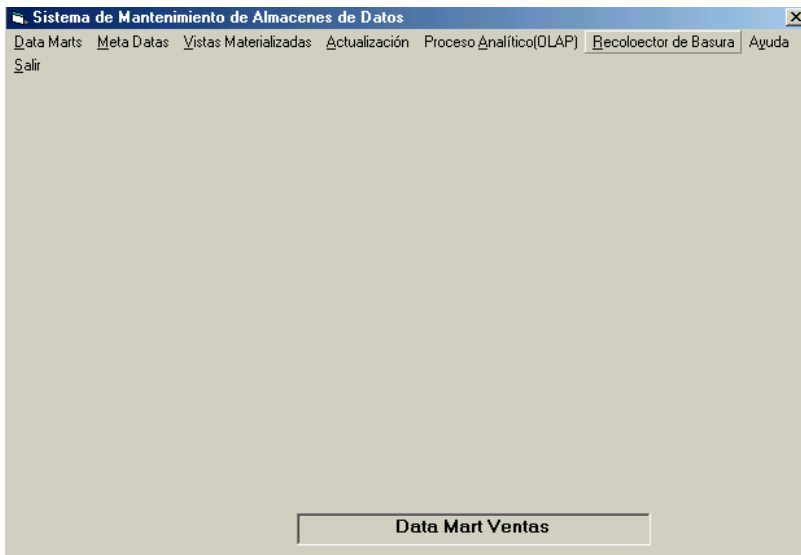 Sistema de Mantenimiento de Almacenes de Datos
Data Marts Meta Datas Vistas Materializadas Actualización Proceso Analítico(OLAP) Recoloector de Basura Ayuda
Salir
Data Mart Ventas